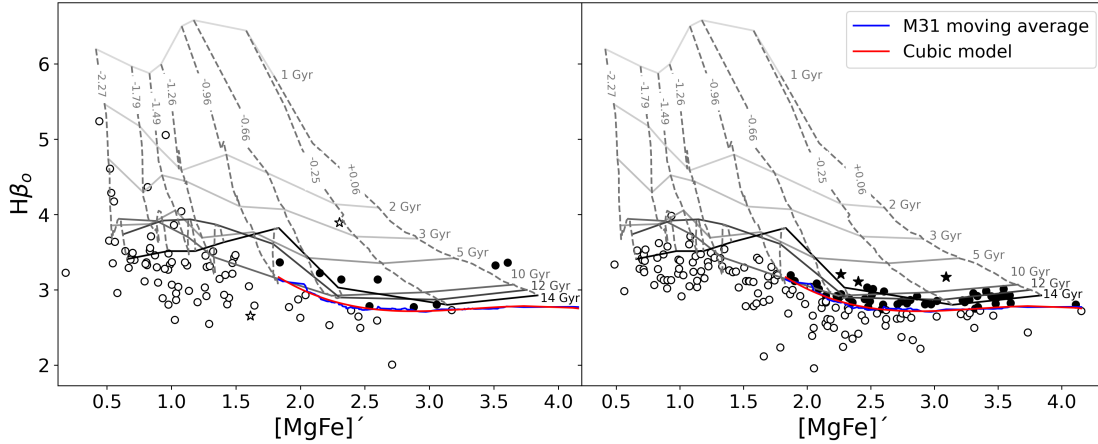 M31 moving average
Cubic model
Hβo
6
5
4
3
2
-2.27
-1.79
-1.49
-1.26
-0.96
-0.66
-0.25
+0.06
1 Gyr
2 Gyr
3 Gyr
5 Gyr
10 Gyr
12 Gyr
14 Gyr
-2.27
-1.79
-1.49
-1.26
-0.96
-0.66
-0.25
+0.06
1 Gyr
2 Gyr
3 Gyr
5 Gyr
10 Gyr
12 Gyr
14 Gyr
0.5 1.0 1.5 2.0 2.5 3.0 3.5 4.0
0.5 1.0 1.5 2.0 2.5 3.0 3.5 4.0
[MgFe]´
[MgFe]´